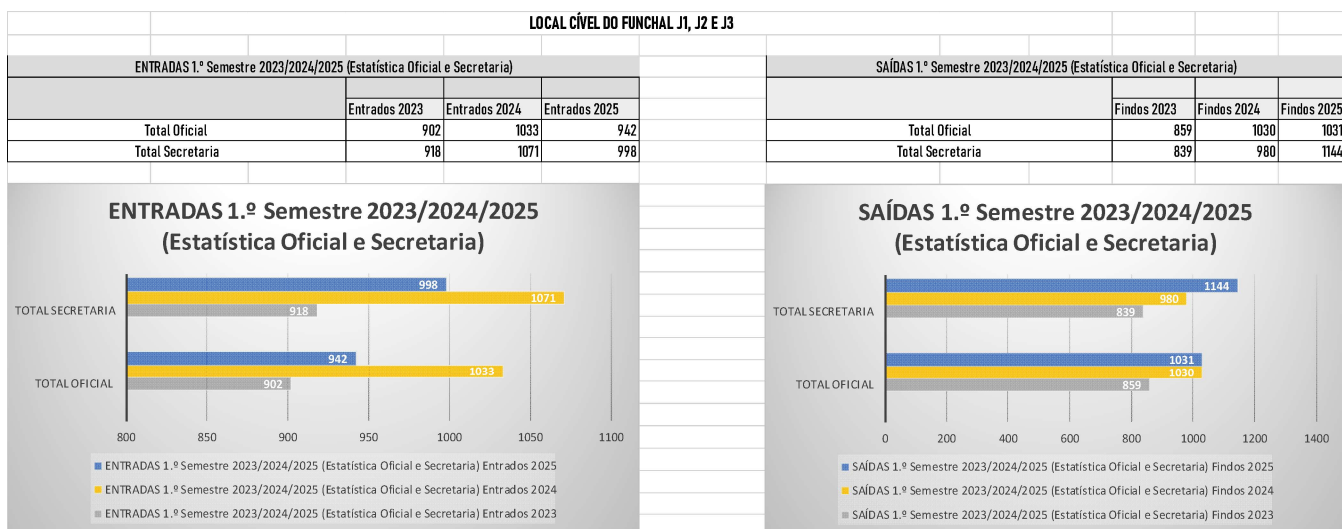 LOCAL CÍVEL DO FUNCHAL J1, J2 E J3
ENTRADAS 1.º Semestre 2023/2024/2025 (Estatística Oficial e Secretaria)
Entrados 2023 Entrados 2024 Entrados 2025
Total Oficial 902 1033 942
Total Secretaria 918 1071 998
SAÍDAS 1.º Semestre 2023/2024/2025 (Estatística Oficial e Secretaria)
Findos 2023 Findos 2024 Findos 2025
Total Oficial 859 1030 1031
Total Secretaria 839 980 1144
ENTRADAS 1.º Semestre 2023/2024/2025
(Estatística Oficial e Secretaria)
998
1071
TOTAL SECRETARIA 918
942
1033
TOTAL OFICIAL 902
800 850 900 950 1000 1050 1100
ENTRADAS 1.º Semestre 2023/2024/2025 (Estatística Oficial e Secretaria) Entrados 2025
ENTRADAS 1.º Semestre 2023/2024/2025 (Estatística Oficial e Secretaria) Entrados 2024
ENTRADAS 1.º Semestre 2023/2024/2025 (Estatística Oficial e Secretaria) Entrados 2023
SAÍDAS 1.º Semestre 2023/2024/2025
(Estatística Oficial e Secretaria)
1144
980
TOTAL SECRETARIA 839
1031
1030
TOTAL OFICIAL 859
0 200 400 600 800 1000 1200 1400
SAÍDAS 1.º Semestre 2023/2024/2025 (Estatística Oficial e Secretaria) Findos 2025
SAÍDAS 1.º Semestre 2023/2024/2025 (Estatística Oficial e Secretaria) Findos 2024
SAÍDAS 1.º Semestre 2023/2024/2025 (Estatística Oficial e Secretaria) Findos 2023